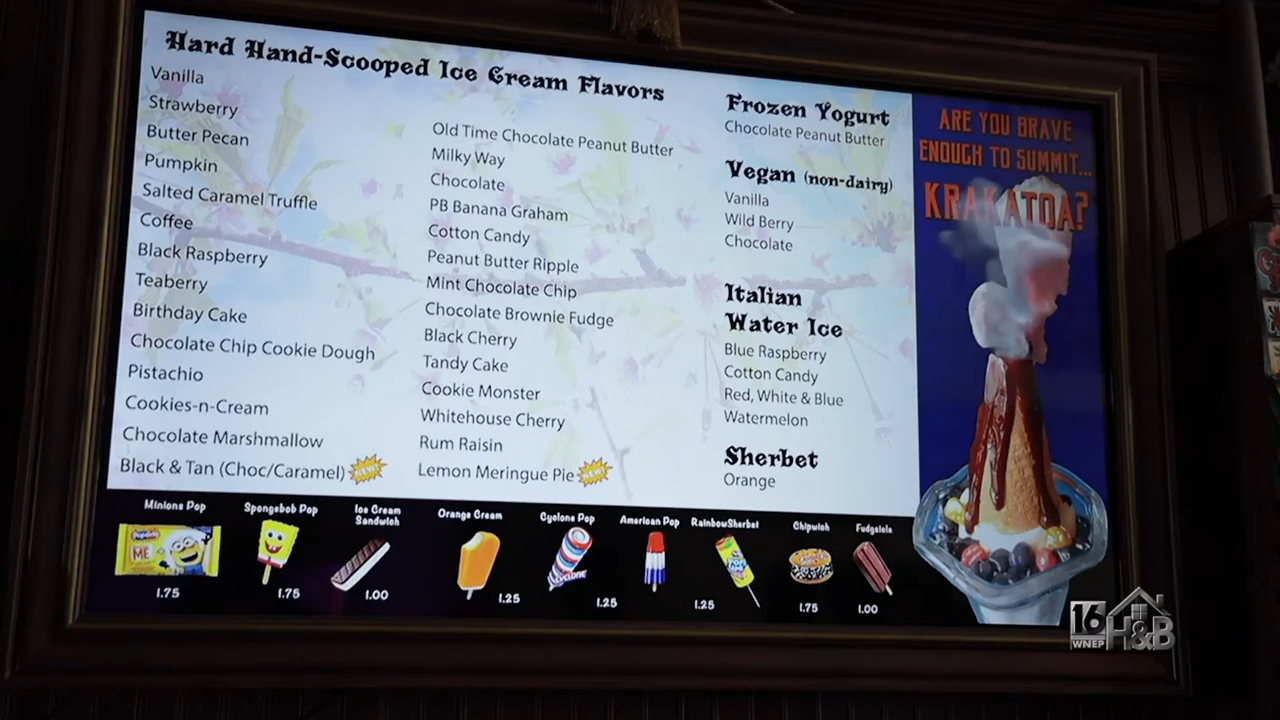 Hard Hand-Scooped Ice Cream Flavors
Vanilla
Strawberry
Butter Pecan
Pumpkin
Salted Caramel Truffle
Coffee
Black Raspberry
Teaberry
Birthday Cake
Chocolate Chip Cookie Dough
Pistachio
Cookies-n-Cream
Chocolate Marshmallow
Black & Tan (Choc/Caramel) NEW!
Old Time Chocolate Peanut Butter
Milky Way
Chocolate
PB Banana Graham
Cotton Candy
Peanut Butter Ripple
Mint Chocolate Chip
Chocolate Brownie Fudge
Black Cherry
Tandy Cake
Cookie Monster
Whitehouse Cherry
Rum Raisin
Lemon Meringue Pie NEW!
Frozen Yogurt
Chocolate Peanut Butter
Vegan (non-dairy)
Vanilla
Wild Berry
Chocolate
Italian
Water Ice
Blue Raspberry
Cotton Candy
Red, White & Blue
Watermelon
Sherbet
Orange
ARE YOU BRAVE
ENOUGH TO SUMMIT...
KRAKATOA?
Minions Pop
1.75
Spongebob Pop
1.75
Ice Cream
Sandwich
1.00
Orange Cream
1.25
Cyclone Pop
CYCLONE
1.25
American Pop
1.25
RainbowSherbet
Chipwich
1.75
Fudgesicle
1.00
Popsicle
ME
16
WNEP
H&B